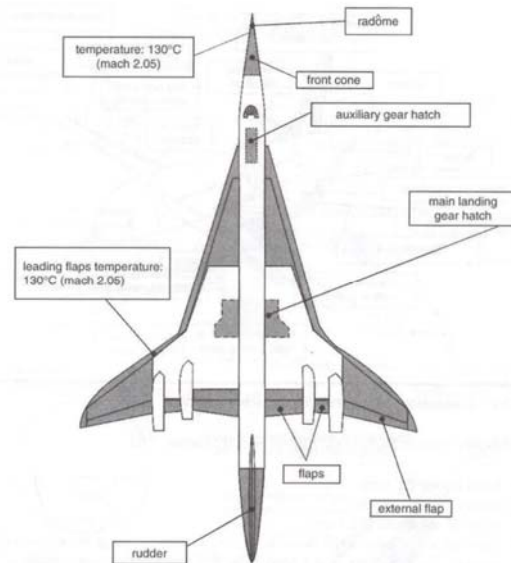 radôme
temperature: 130°C
(mach 2.05)
front cone
auxiliary gear hatch
main landing
gear hatch
leading flaps temperature:
130°C (mach 2.05)
flaps
external flap
rudder